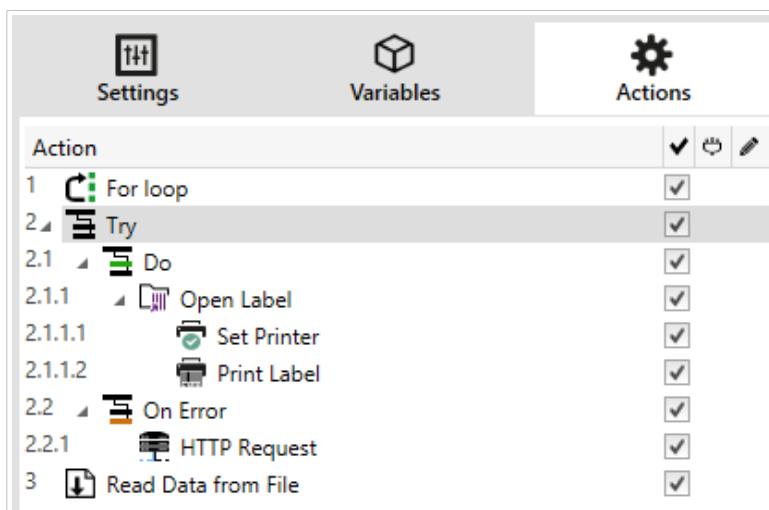 Settings Variables Actions
Action
1 For loop
2 Try
2.1 Do
2.1.1 Open Label
2.1.1.1 Set Printer
2.1.1.2 Print Label
2.2 On Error
2.2.1 HTTP Request
3 Read Data from File